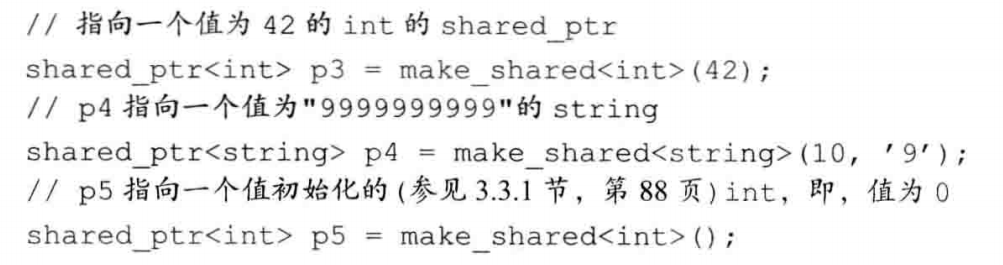 // 指向一个值为 42 的 int 的 shared_ptr
shared_ptr<int> p3 = make_shared<int>(42);
// p4 指向一个值为"9999999999"的 string
shared_ptr<string> p4 = make_shared<string>(10, '9');
// p5 指向一个值初始化的(参见 3.3.1 节，第 88 页)int，即，值为 0
shared_ptr<int> p5 = make_shared<int>();